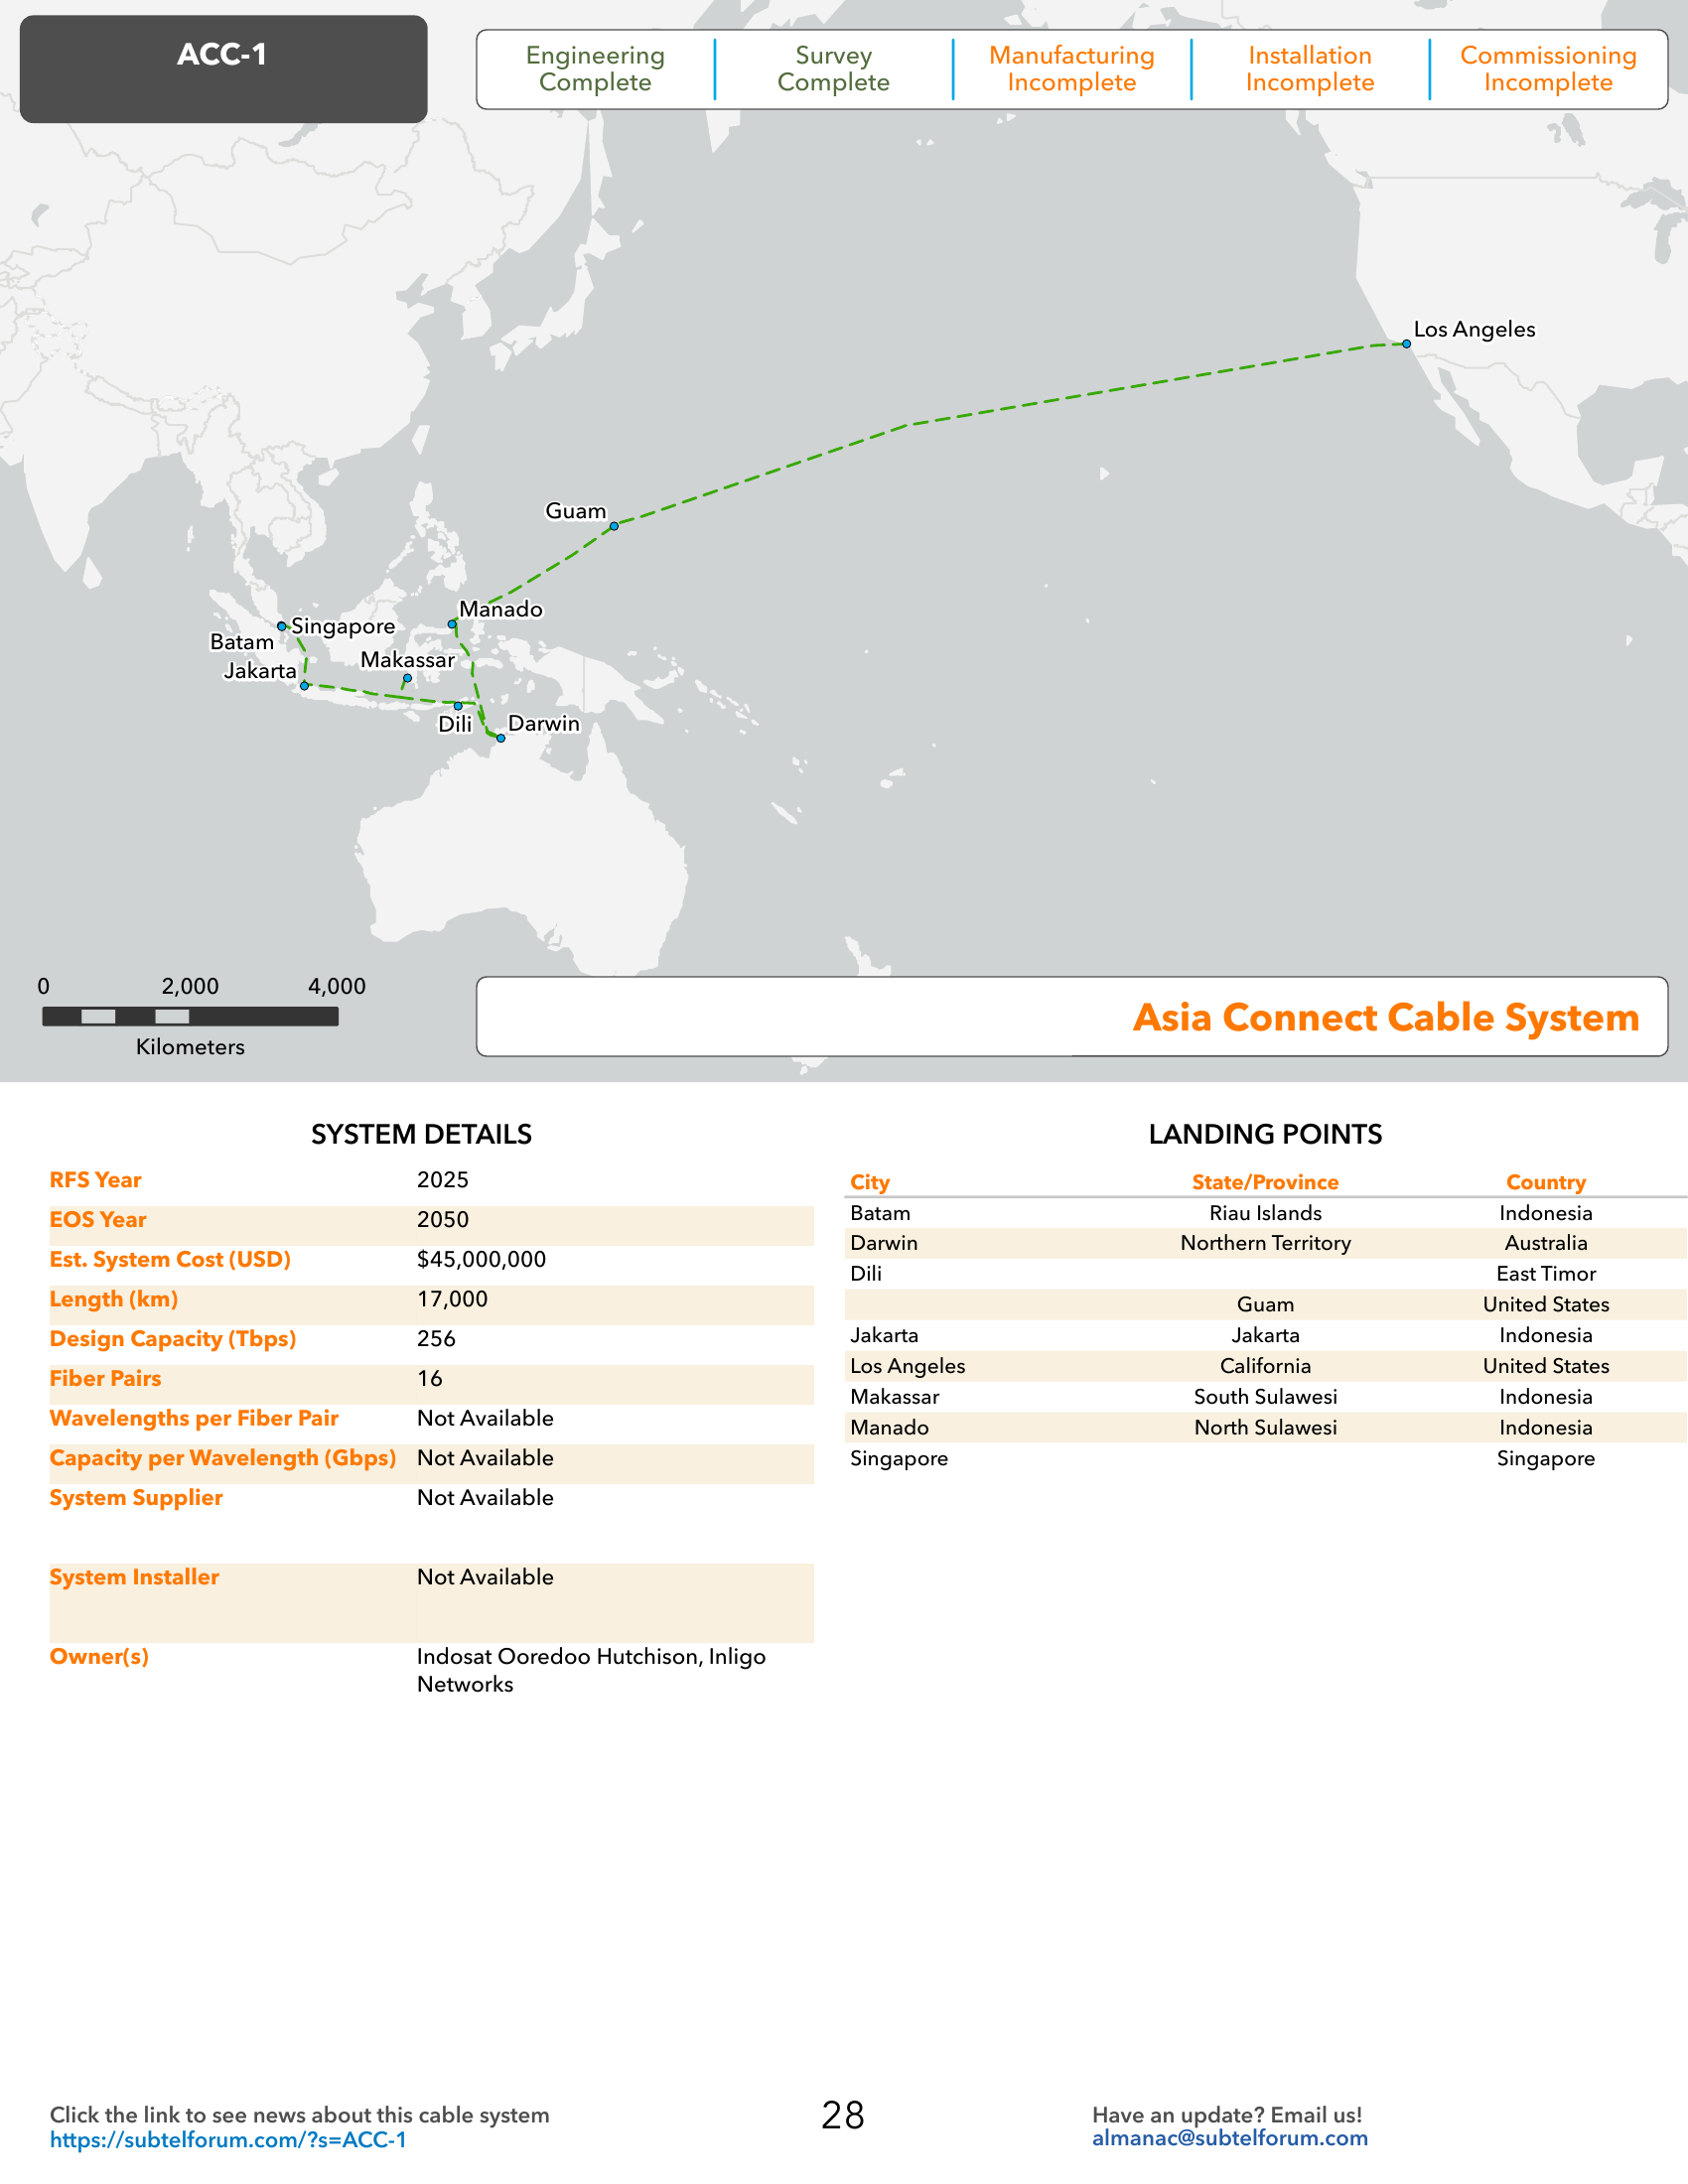 ACC-1
Engineering
Complete
Survey
Complete
Manufacturing
Incomplete
Installation
Incomplete
Commissioning
Incomplete
Los Angeles
Guam
Manado
Singapore
Batam
Makassar
Jakarta
Dili
Darwin
0 2,000 4,000
Kilometers
Asia Connect Cable System
SYSTEM DETAILS
RFS Year 2025
EOS Year 2050
Est. System Cost (USD) $45,000,000
Length (km) 17,000
Design Capacity (Tbps) 256
Fiber Pairs 16
Wavelengths per Fiber Pair Not Available
Capacity per Wavelength (Gbps) Not Available
System Supplier Not Available
System Installer Not Available
Owner(s) Indosat Ooredoo Hutchison, Inligo
Networks
LANDING POINTS
City State/Province Country
Batam Riau Islands Indonesia
Darwin Northern Territory Australia
Dili East Timor
Guam United States
Jakarta Jakarta Indonesia
Los Angeles California United States
Makassar South Sulawesi Indonesia
Manado North Sulawesi Indonesia
Singapore Singapore
Click the link to see news about this cable system
https://subtelforum.com/?s=ACC-1
28
Have an update? Email us!
almanac@subtelforum.com